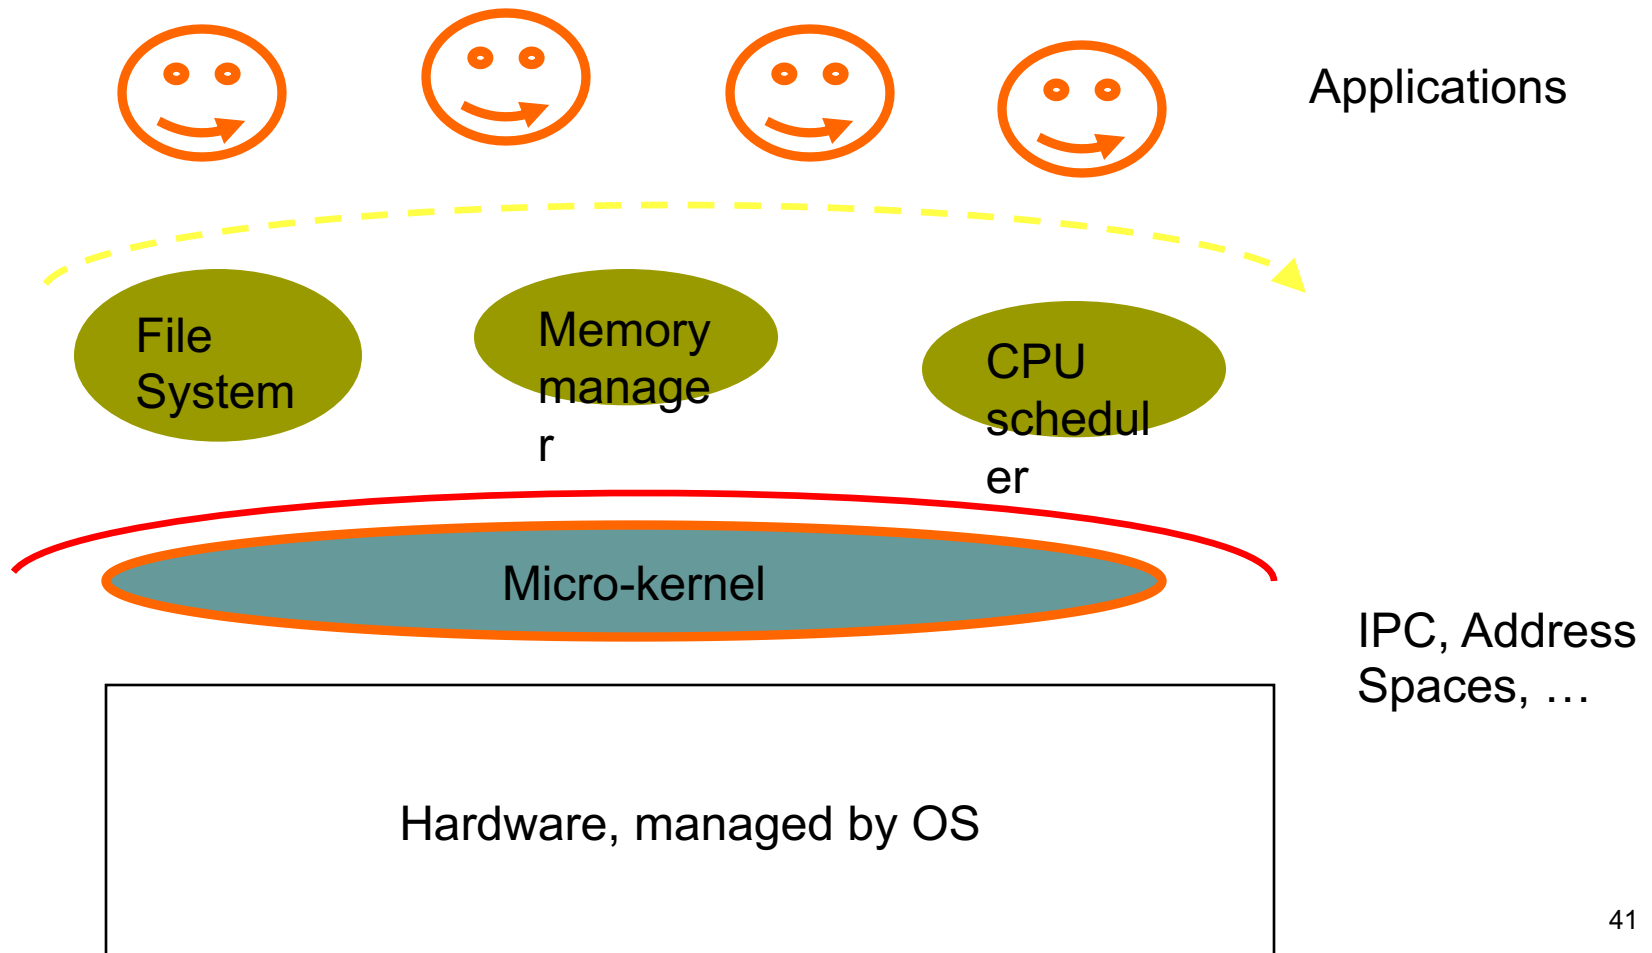 Applications
File
System
Memory
manage
r
CPU
schedul
er
Micro-kernel
IPC, Address
Spaces, …
Hardware, managed by OS
41